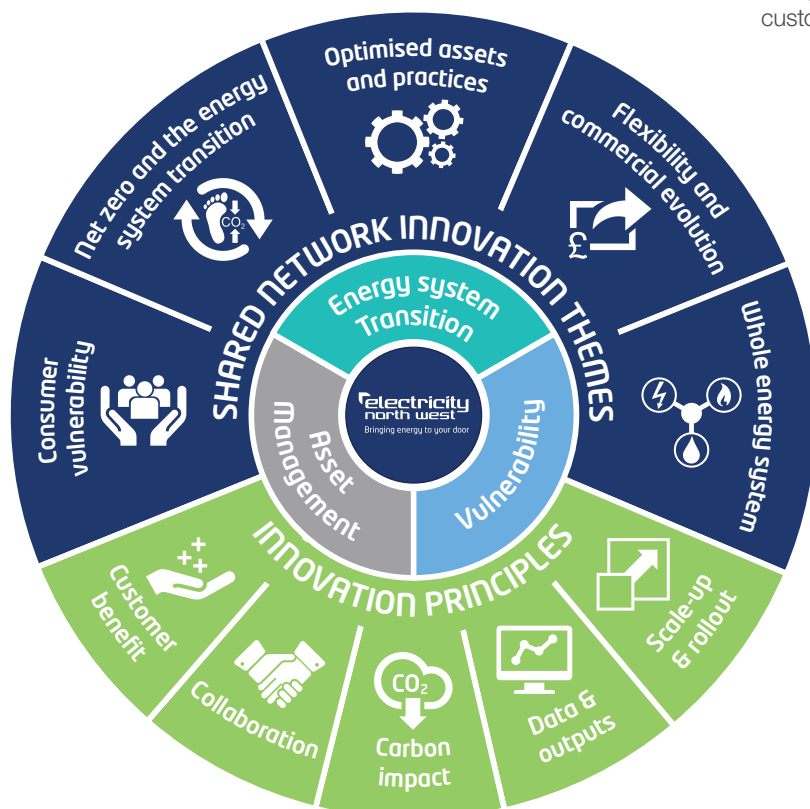 custo
Optimised assets
and practices
Net zero and the energy
system transition
CO₂
Flexibility and
commercial evolution
£
Consumer
vulnerability
Whole energy system
SHARED NETWORK INNOVATION THEMES
Energy system
Transition
Asset
Management
Vulnerability
electricity
north west
Bringing energy to your door
INNOVATION PRINCIPLES
Customer
benefit
Collaboration
CO₂
Carbon
impact
Data &
outputs
Scale-up
& rollout